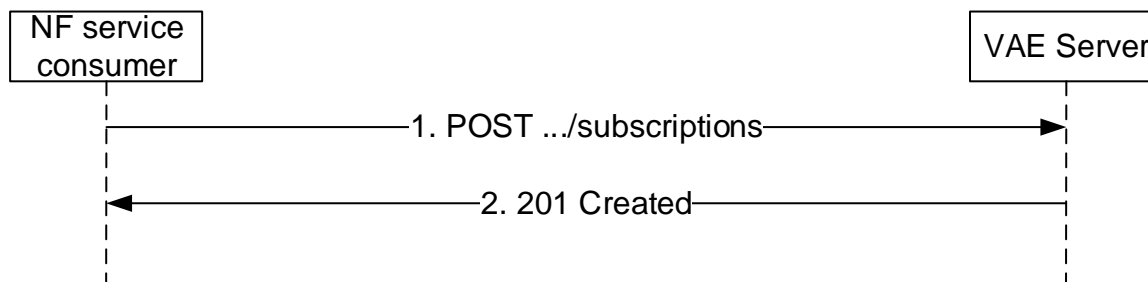 NF service
consumer
VAE Server
1. POST .../subscriptions
2. 201 Created